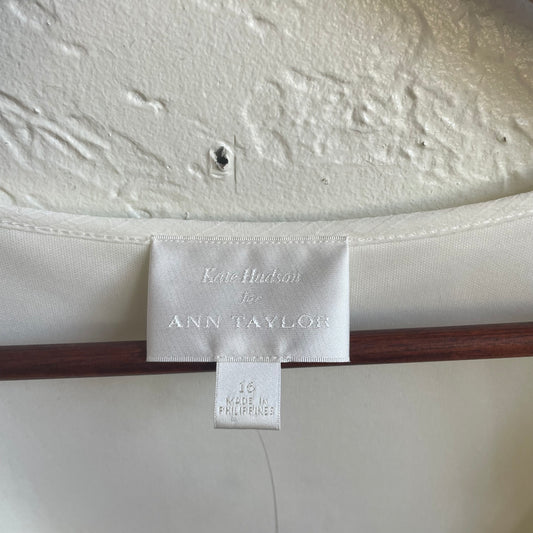 Kate Hudson
for
ANN TAYLOR
16
MADE IN
PHILIPPINES